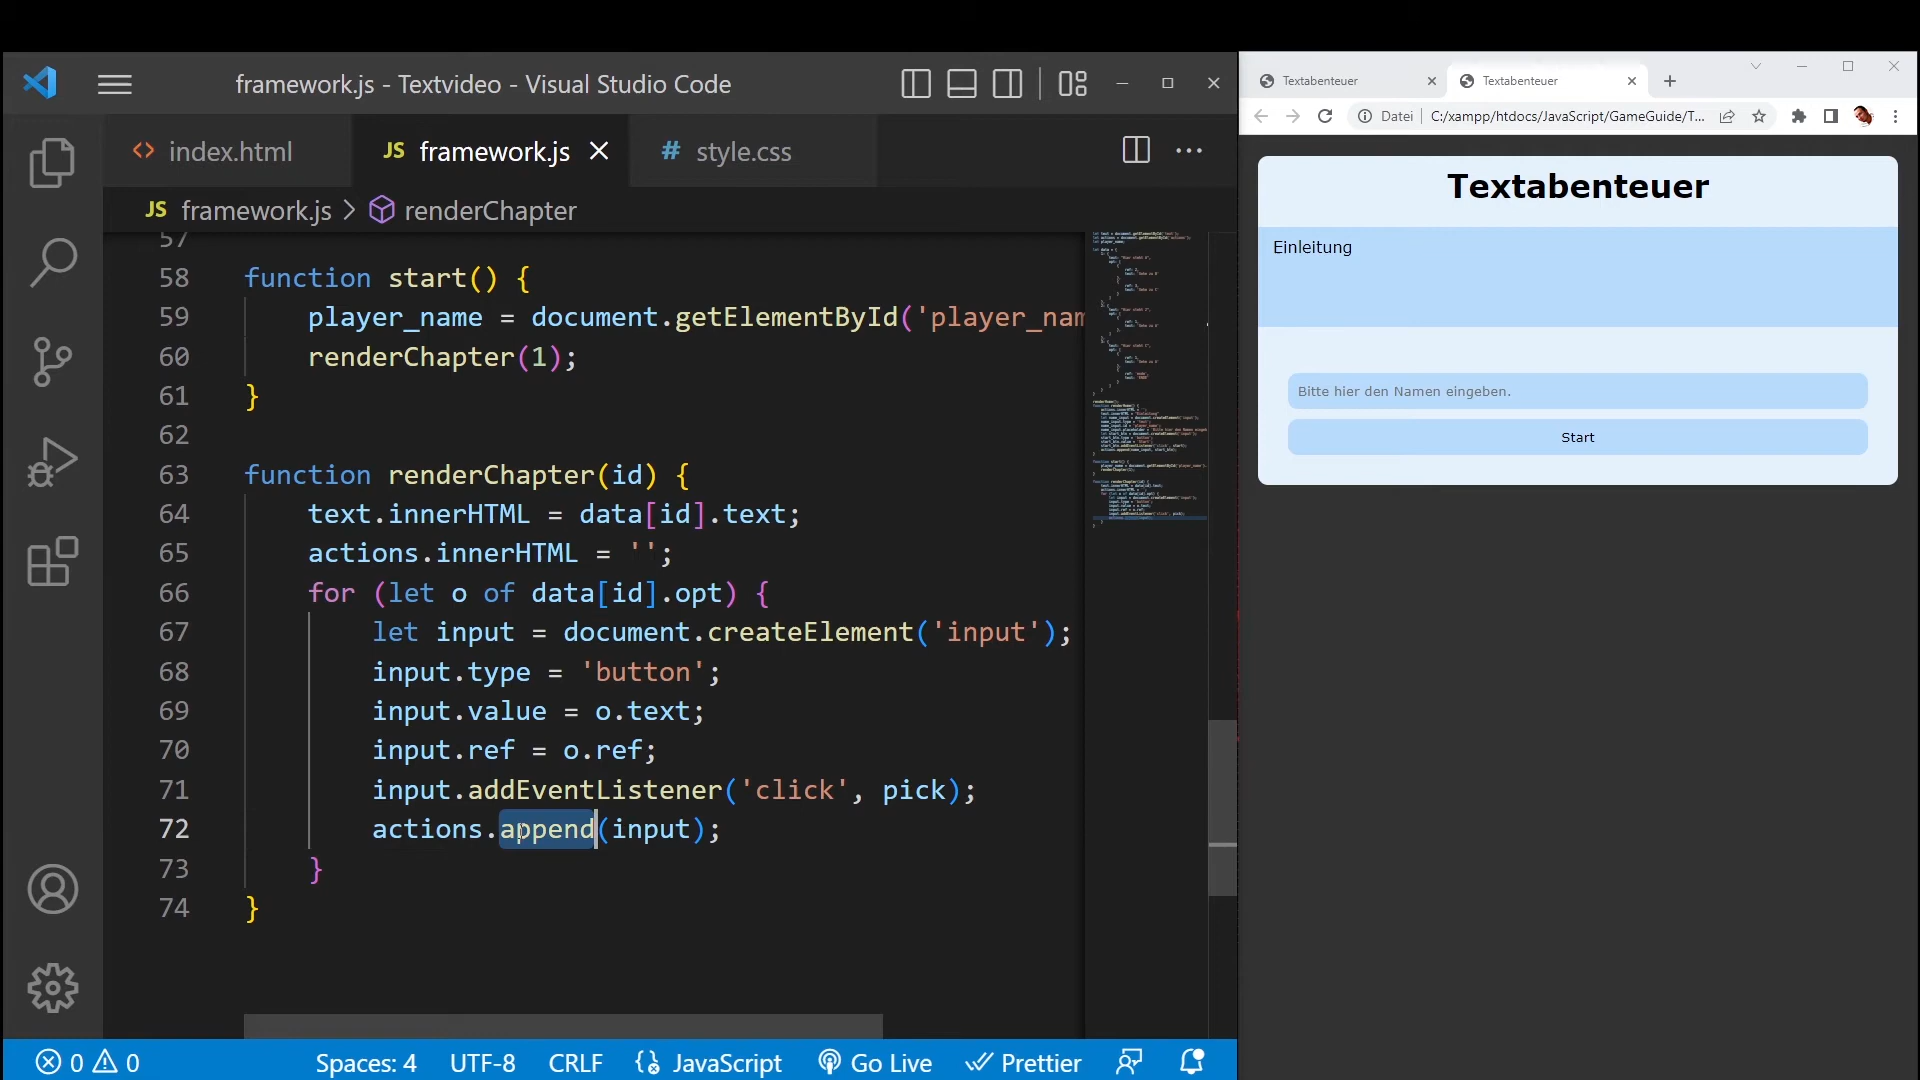 framework.js - Textvideo - Visual Studio Code
index.html
JS framework.js
# style.css
JS framework.js > renderChapter
57
58 function start() {
59 player_name = document.getElementById('player_nam
60 renderChapter(1);
61 }
62
63 function renderChapter(id) {
64 text.innerHTML = data[id].text;
65 actions.innerHTML = '';
66 for (let o of data[id].opt) {
67 let input = document.createElement('input');
68 input.type = 'button';
69 input.value = o.text;
70 input.ref = o.ref;
71 input.addEventListener('click', pick);
72 actions.append(input);
73 }
74 }
0 0 Spaces: 4 UTF-8 CRLF JavaScript Go Live Prettier
Textabenteuer
Textabenteuer
Datei C:/xampp/htdocs/JavaScript/GameGuide/T...
Textabenteuer
Einleitung
Bitte hier den Namen eingeben.
Start